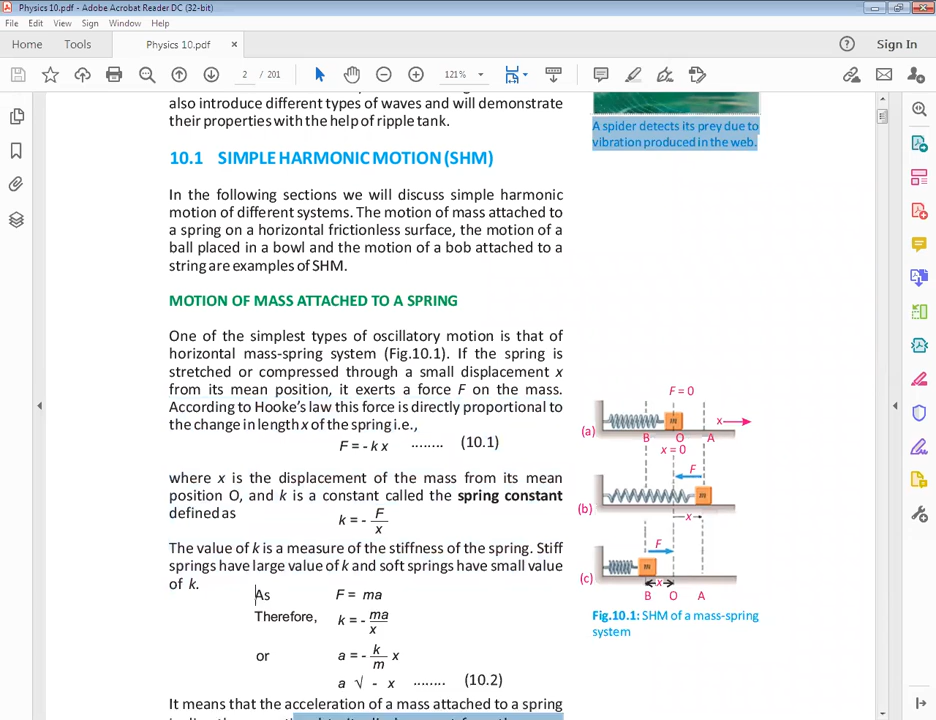 Physics 10.pdf - Adobe Acrobat Reader DC (32-bit)
File Edit View Sign Window Help
Home Tools Physics 10.pdf × Sign In
2 / 201 121%
also introduce different types of waves and will demonstrate
their properties with the help of ripple tank.
A spider detects its prey due to
vibration produced in the web.
10.1 SIMPLE HARMONIC MOTION (SHM)
In the following sections we will discuss simple harmonic
motion of different systems. The motion of mass attached to
a spring on a horizontal frictionless surface, the motion of a
ball placed in a bowl and the motion of a bob attached to a
string are examples of SHM.
MOTION OF MASS ATTACHED TO A SPRING
One of the simplest types of oscillatory motion is that of
horizontal mass-spring system (Fig.10.1). If the spring is
stretched or compressed through a small displacement x
from its mean position, it exerts a force F on the mass.
According to Hooke's law this force is directly proportional to
the change in length x of the spring i.e.,
F = - k x ........ (10.1)
where x is the displacement of the mass from its mean
position O, and k is a constant called the spring constant
defined as
k = - F/x
The value of k is a measure of the stiffness of the spring. Stiff
springs have large value of k and soft springs have small value
of k.
As F = ma
Therefore, k = - ma/x
or a = - k/m x
a √ - x ........ (10.2)
It means that the acceleration of a mass attached to a spring
F = 0
m x
(a) B O A
x = 0
F
m
(b)
x
F
m
(c) x
B O A
Fig.10.1: SHM of a mass-spring
system